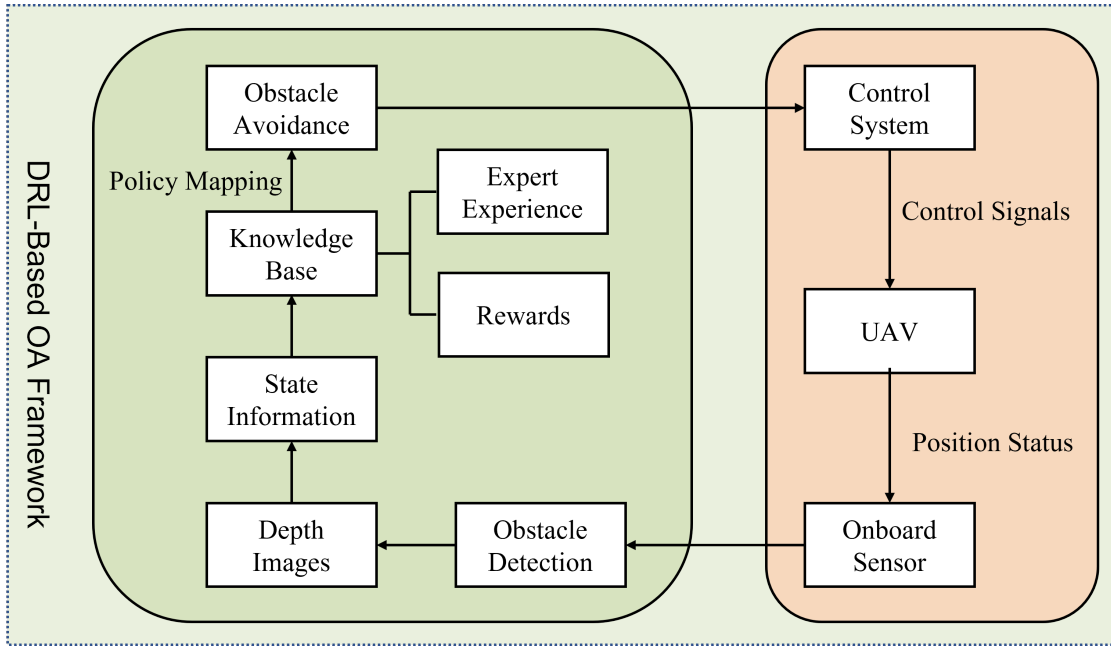 DRL-Based OA Framework
Obstacle
Avoidance
Policy Mapping
Knowledge
Base
Expert
Experience
Rewards
State
Information
Depth
Images
Obstacle
Detection
Control
System
Control Signals
UAV
Position Status
Onboard
Sensor